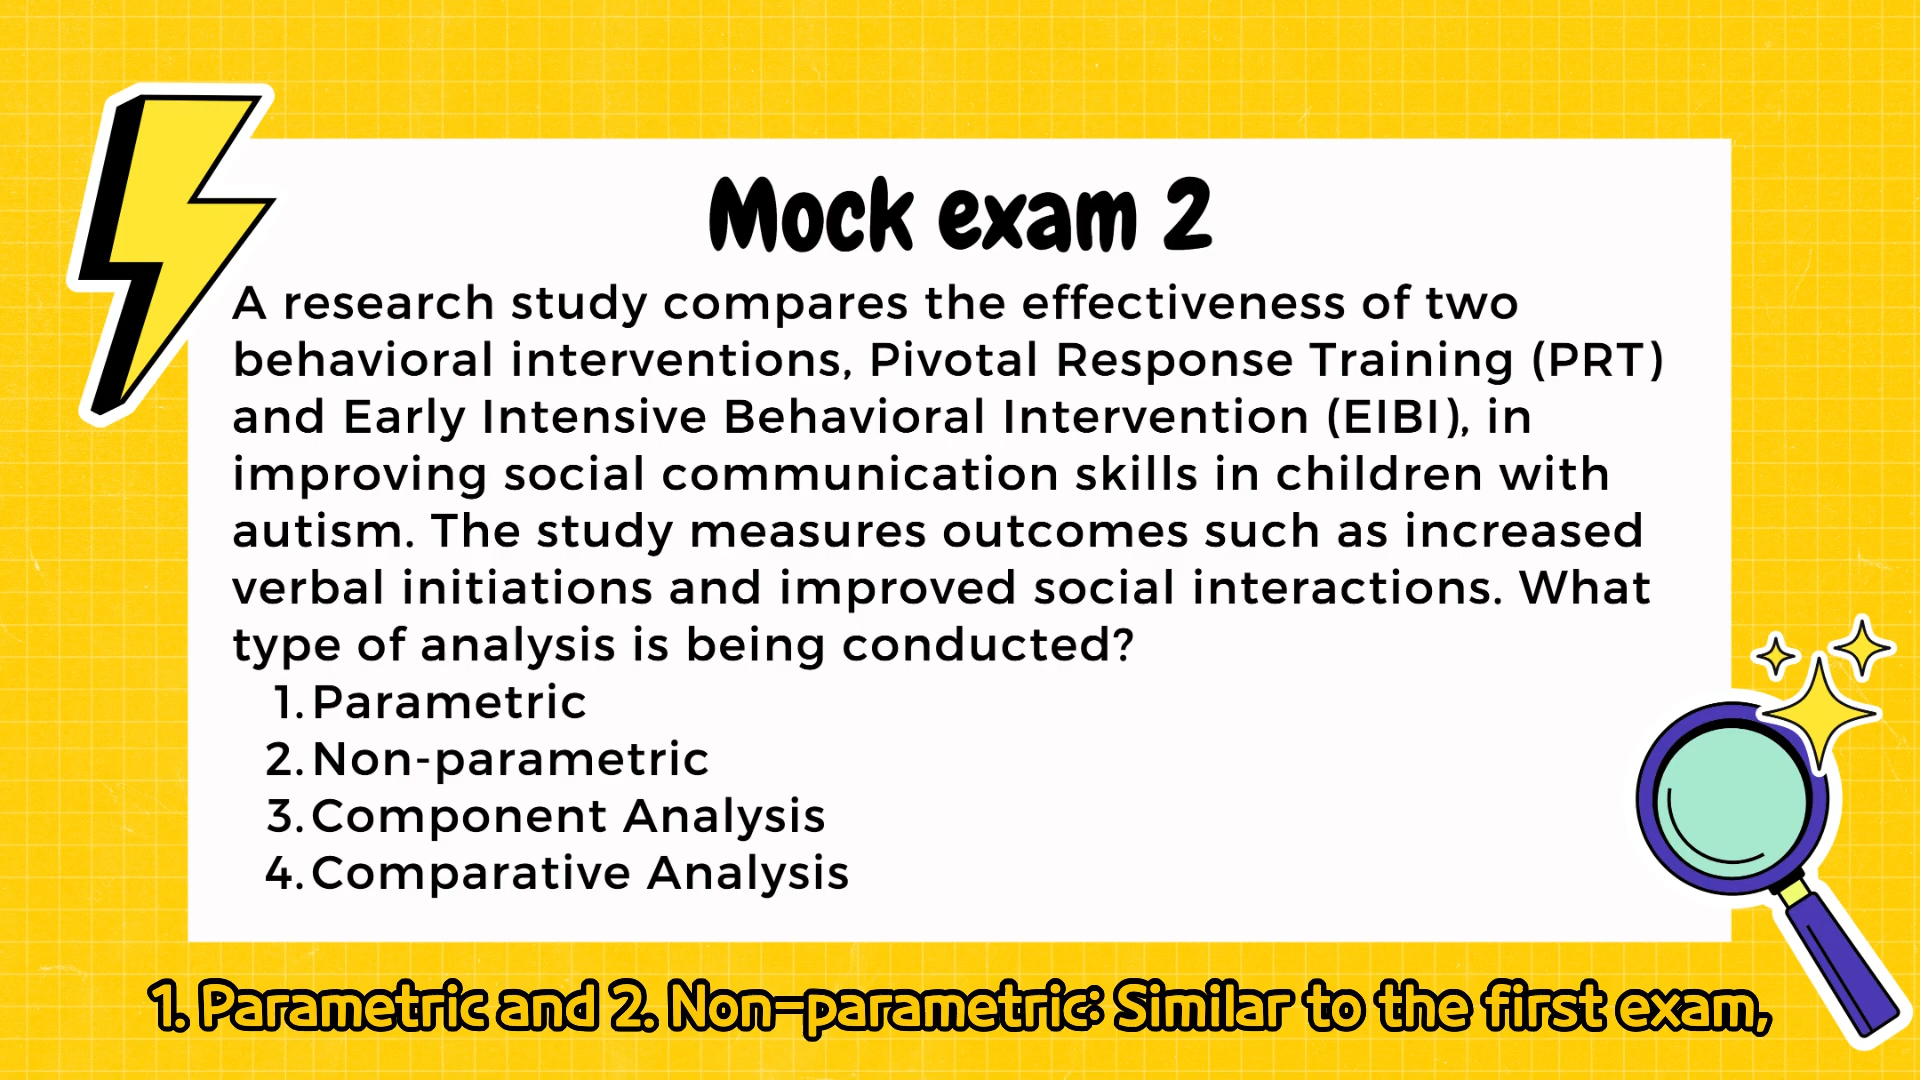 Mock exam 2
A research study compares the effectiveness of two
behavioral interventions, Pivotal Response Training (PRT)
and Early Intensive Behavioral Intervention (EIBI), in
improving social communication skills in children with
autism. The study measures outcomes such as increased
verbal initiations and improved social interactions. What
type of analysis is being conducted?
1. Parametric
2. Non-parametric
3. Component Analysis
4. Comparative Analysis
1. Parametric and 2. Non-parametric: Similar to the first exam,